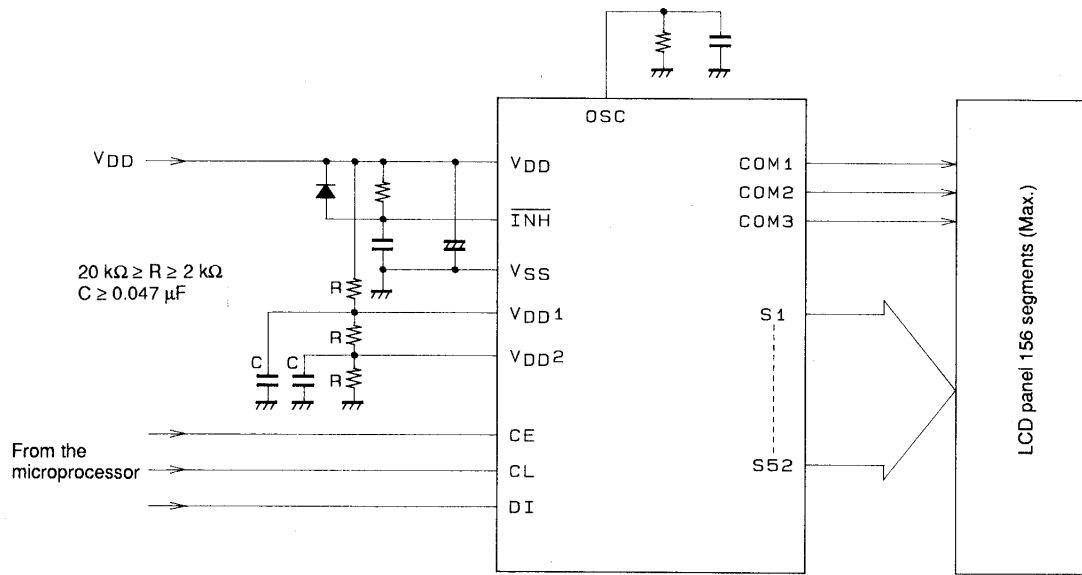 OSC
VDD
VDD
COM1
COM2
INH
COM3
20 kΩ ≥ R ≥ 2 kΩ
C ≥ 0.047 µF
VSS
R
VDD1
S1
R
C
C
VDD2
R
LCD panel 156 segments (Max.)
From the
microprocessor
CE
CL
S52
DI